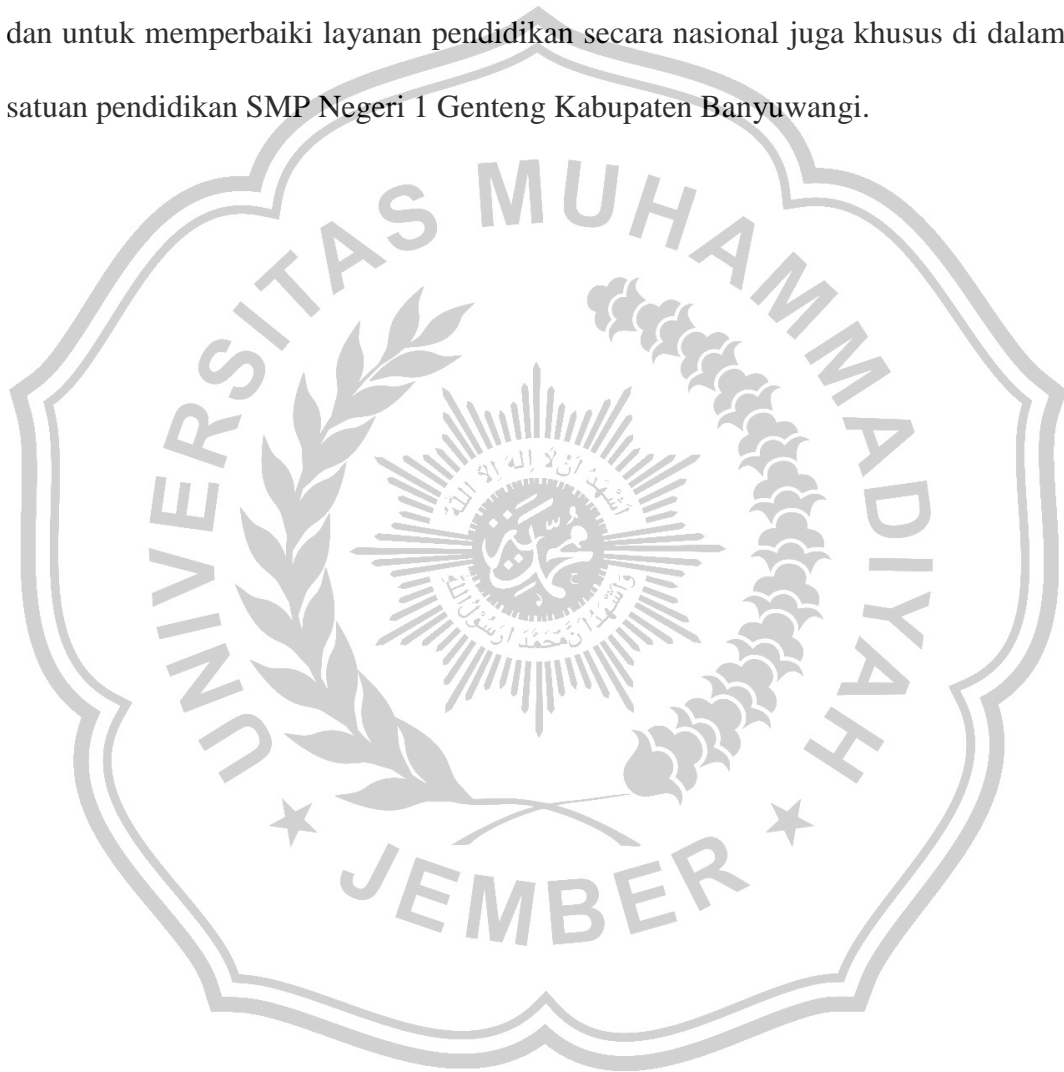 dan untuk memperbaiki layanan pendidikan secara nasional juga khusus di dalam
satuan pendidikan SMP Negeri 1 Genteng Kabupaten Banyuwangi.
UNIVERSITAS MUHAMMADIYAH
JEMBER